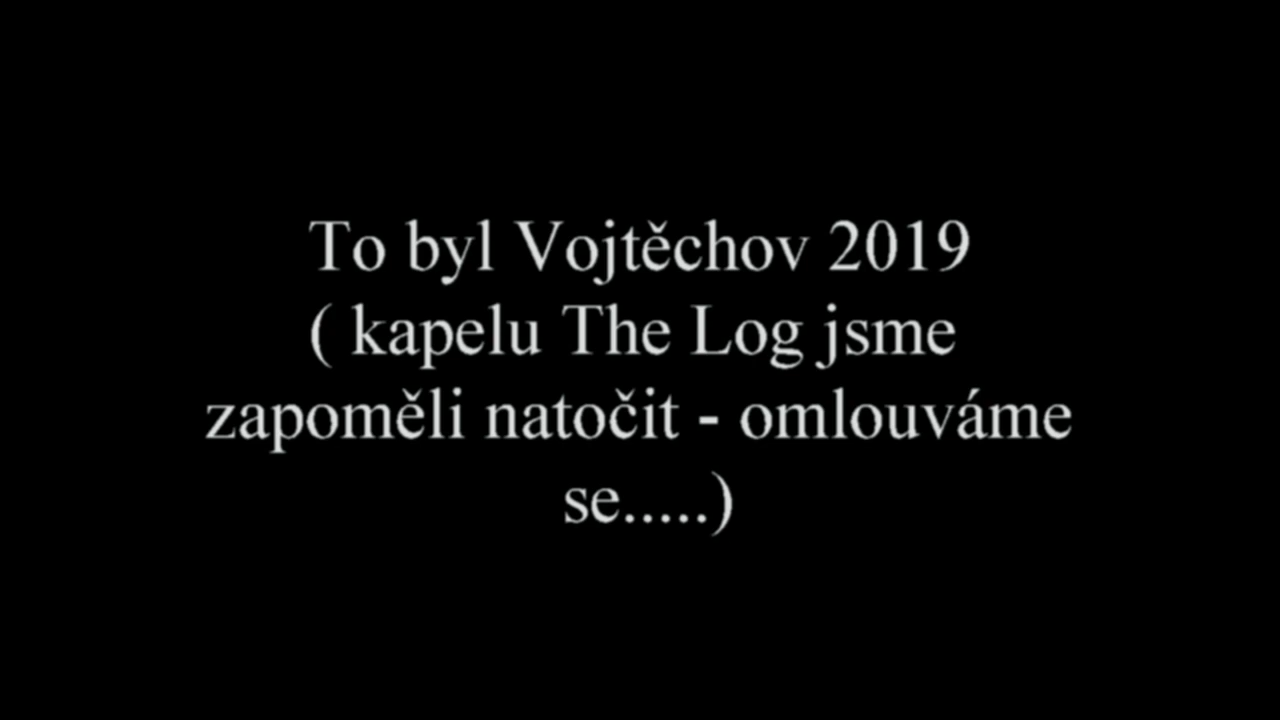 To byl Vojtěchov 2019
( kapelu The Log jsme
zapoměli natočit - omlouváme
se.....)